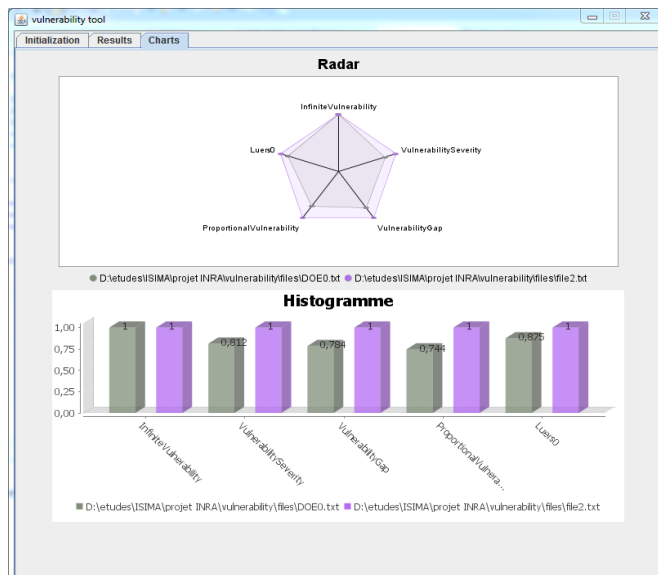 vulnerability tool
Initialization Results Charts
Radar
InfiniteVulnerability
Luers0 VulnerabilitySeverity
ProportionalVulnerability VulnerabilityGap
D:\etudes\ISIMA\projet INRA\vulnerability\files\DOE0.txt D:\etudes\ISIMA\projet INRA\vulnerability\files\file2.txt
Histogramme
1,00 1 1 1 1 1 1
0,75 0,812 0,784 0,744 0,875
0,50
0,25
0,00
InfiniteVulnerability VulnerabilitySeverity VulnerabilityGap ProportionalVulnera... Luers0
D:\etudes\ISIMA\projet INRA\vulnerability\files\DOE0.txt D:\etudes\ISIMA\projet INRA\vulnerability\files\file2.txt